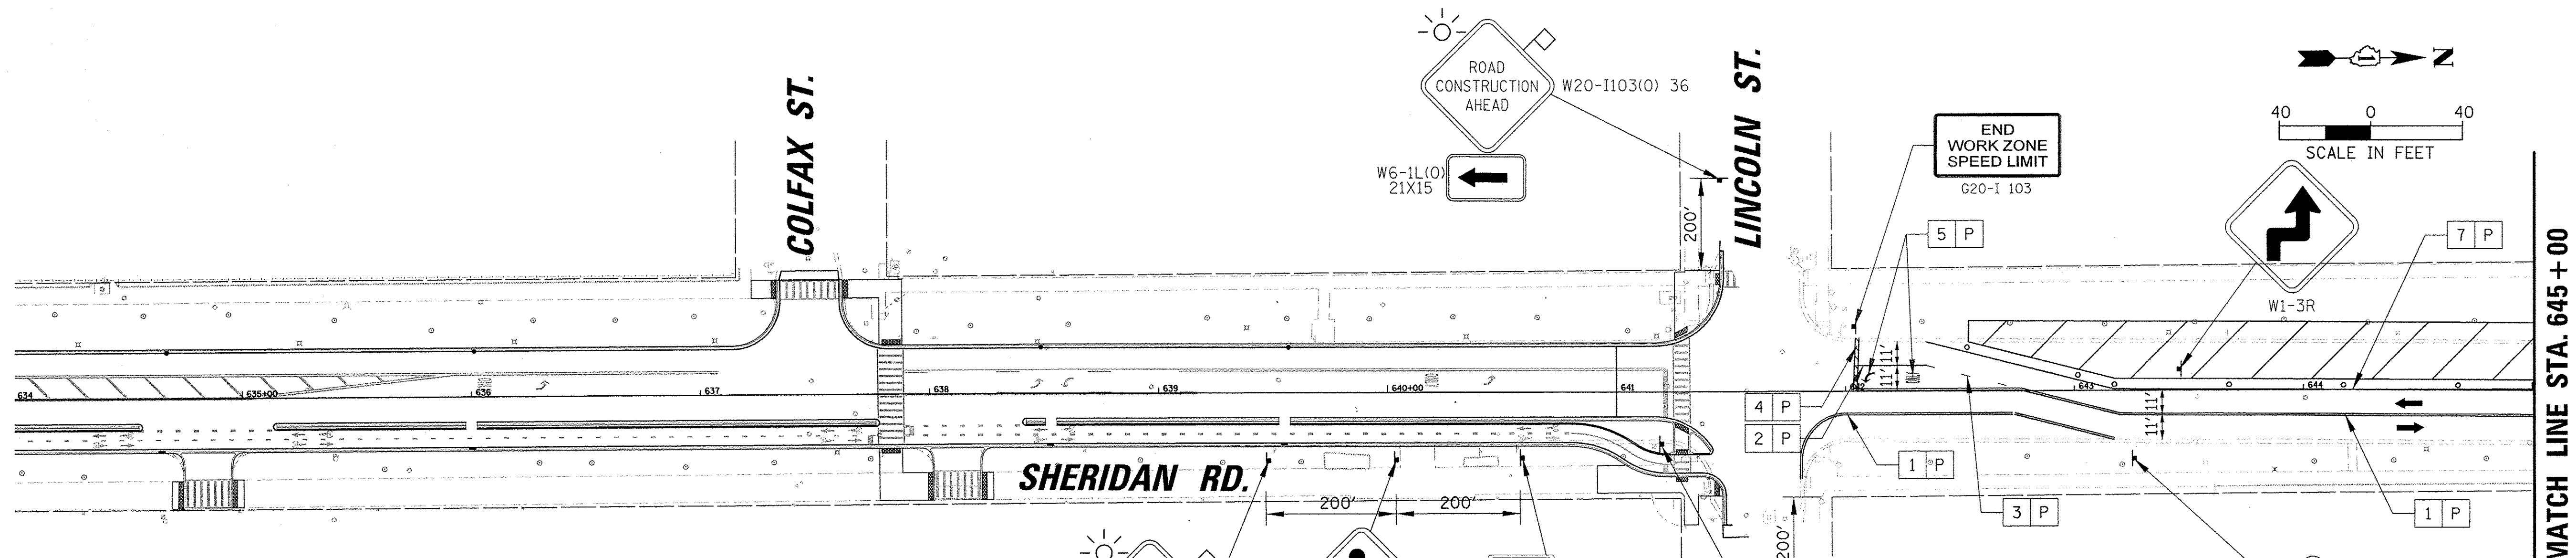 ROAD
CONSTRUCTION
AHEAD
W20-I103(O) 36
W6-1L(O)
21X15
COLFAX ST.
LINCOLN ST.
200'
END
WORK ZONE
SPEED LIMIT
G20-I 103
N
40 0 40
SCALE IN FEET
W1-3R
5 P
7 P
11'
11'
634
635+00
636
637
638
639
640+00
641
643
644
4 P
2 P
1 P
3 P
1 P
11'
11'
SHERIDAN RD.
200'
200'
200'
MATCH LINE STA. 645+00